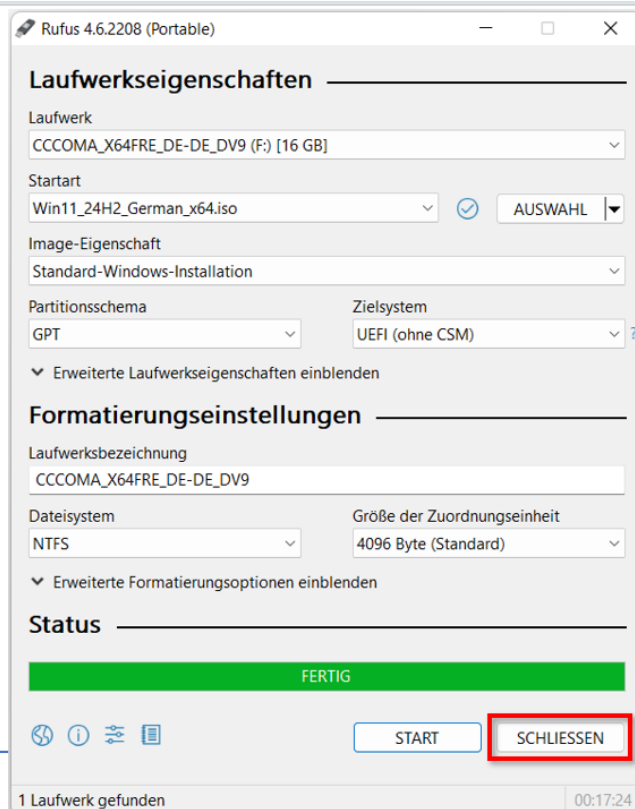 Rufus 4.6.2208 (Portable)
Laufwerkseigenschaften
Laufwerk
CCCOMA_X64FRE_DE-DE_DV9 (F:) [16 GB]
Startart
Win11_24H2_German_x64.iso
AUSWAHL
Image-Eigenschaft
Standard-Windows-Installation
Partitionsschema
Zielsystem
GPT
UEFI (ohne CSM)
?
Erweiterte Laufwerkseigenschaften einblenden
Formatierungseinstellungen
Laufwerksbezeichnung
CCCOMA_X64FRE_DE-DE_DV9
Dateisystem
Größe der Zuordnungseinheit
NTFS
4096 Byte (Standard)
Erweiterte Formatierungsoptionen einblenden
Status
FERTIG
START
SCHLIESSEN
1 Laufwerk gefunden
00:17:24